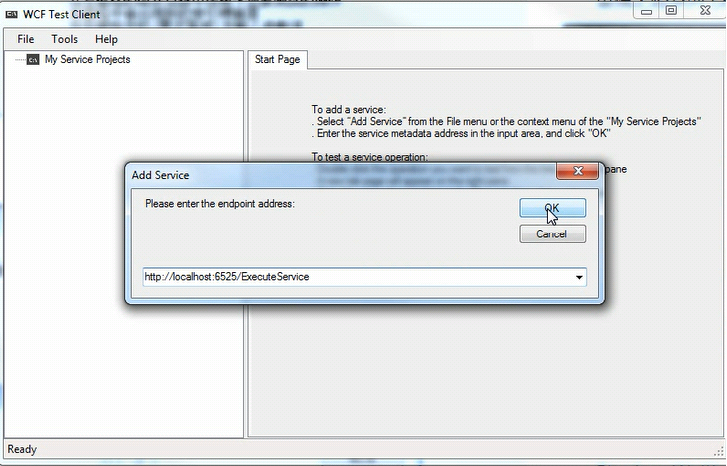 WCF Test Client
File Tools Help
My Service Projects
Start Page
To add a service:
. Select "Add Service" from the File menu or the context menu of the "My Service Projects"
. Enter the service metadata address in the input area, and click "OK"
To test a service operation:
pane
Add Service
Please enter the endpoint address:
OK
Cancel
http://localhost:6525/ExecuteService
Ready